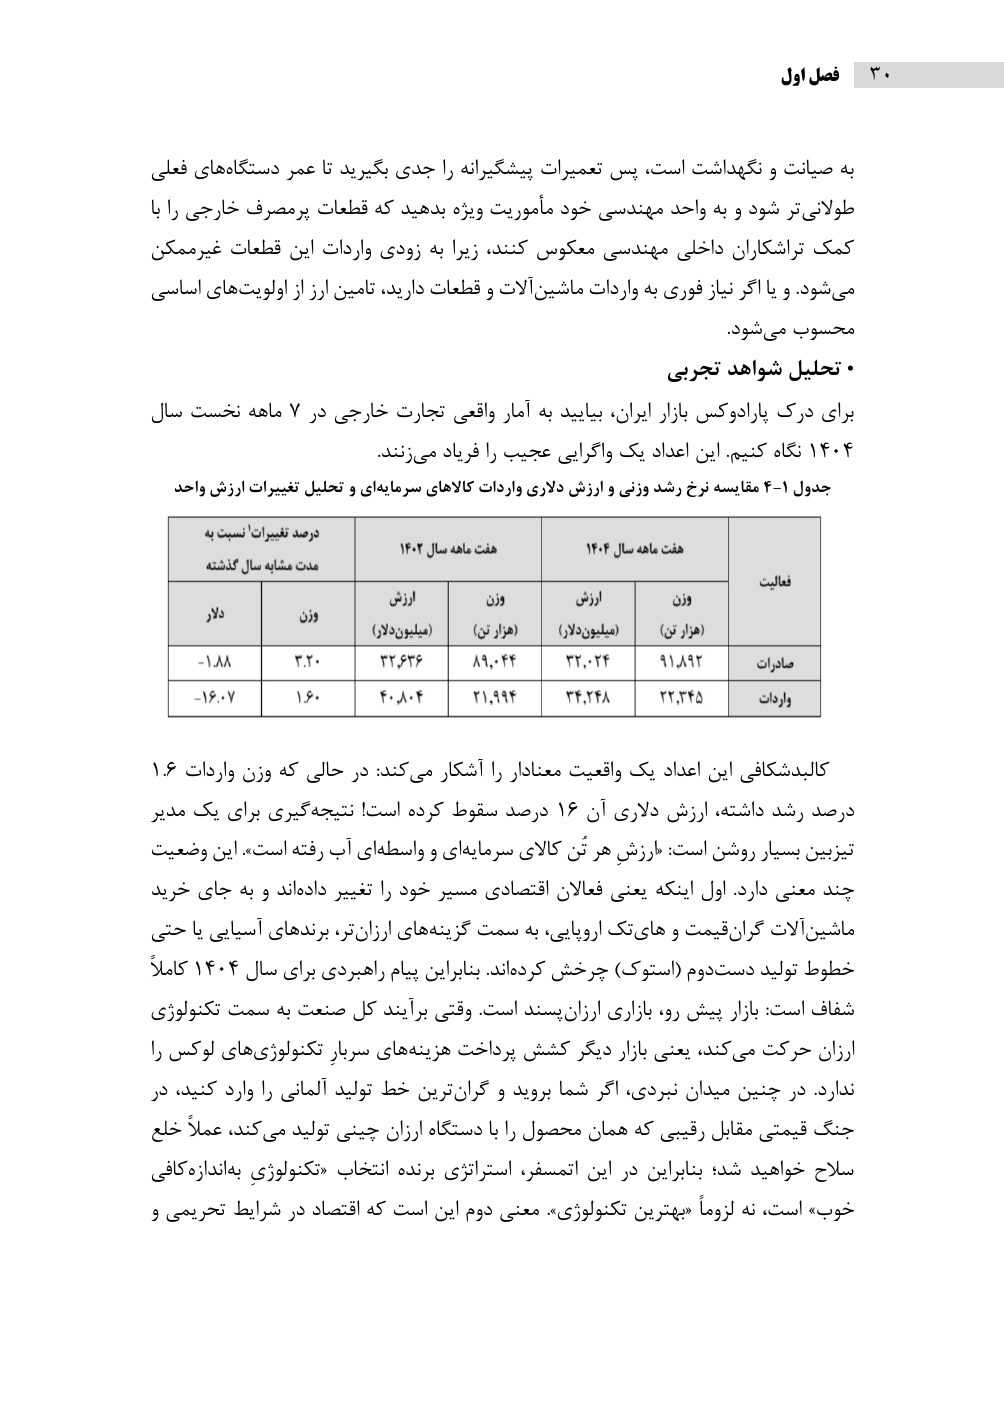 ۳۰ فصل اول
به صیانت و نگهداشت است، پس تعمیرات پیشگیرانه را جدی بگیرید تا عمر دستگاه‌های فعلی
طولانی‌تر شود و به واحد مهندسی خود مأموریت ویژه بدهید که قطعات پرمصرف خارجی را با
کمک تراشکاران داخلی مهندسی معکوس کنند، زیرا به زودی واردات این قطعات غیرممکن
می‌شود. و یا اگر نیاز فوری به واردات ماشین‌آلات و قطعات دارید، تامین ارز از اولویت‌های اساسی
محسوب می‌شود.
• تحلیل شواهد تجربی
برای درک پارادوکس بازار ایران، بیایید به آمار واقعی تجارت خارجی در ۷ ماهه نخست سال
۱۴۰۴ نگاه کنیم. این اعداد یک واگرایی عجیب را فریاد می‌زنند.
جدول ۱-۴ مقایسه نرخ رشد وزنی و ارزش دلاری واردات کالاهای سرمایه‌ای و تحلیل تغییرات ارزش واحد
فعالیت هفت ماهه سال ۱۴۰۴ هفت ماهه سال ۱۴۰۲ درصد تغییرات۱ نسبت به
مدت مشابه سال گذشته
وزن ارزش وزن ارزش وزن دلار
(هزار تن) (میلیون‌دلار) (هزار تن) (میلیون‌دلار)
صادرات ۹۱,۸۹۲ ۳۲,۰۲۴ ۸۹,۰۴۴ ۳۲,۶۳۶ ۳.۲۰ -۱.۸۸
واردات ۲۲,۳۴۵ ۳۴,۲۴۸ ۲۱,۹۹۴ ۴۰,۸۰۴ ۱.۶۰ -۱۶.۰۷
کالبدشکافی این اعداد یک واقعیت معنادار را آشکار می‌کند: در حالی که وزن واردات ۱.۶
درصد رشد داشته، ارزش دلاری آن ۱۶ درصد سقوط کرده است! نتیجه‌گیری برای یک مدیر
تیزبین بسیار روشن است: «ارزشِ هر تُن کالای سرمایه‌ای و واسطه‌ای آب رفته است». این وضعیت
چند معنی دارد. اول اینکه یعنی فعالان اقتصادی مسیر خود را تغییر داده‌اند و به جای خرید
ماشین‌آلات گران‌قیمت و های‌تک اروپایی، به سمت گزینه‌های ارزان‌تر، برندهای آسیایی یا حتی
خطوط تولید دست‌دوم (استوک) چرخش کرده‌اند. بنابراین پیام راهبردی برای سال ۱۴۰۴ کاملاً
شفاف است: بازار پیش رو، بازاری ارزان‌پسند است. وقتی برآیند کل صنعت به سمت تکنولوژی
ارزان حرکت می‌کند، یعنی بازار دیگر کشش پرداخت هزینه‌های سربارِ تکنولوژی‌های لوکس را
ندارد. در چنین میدان نبردی، اگر شما بروید و گران‌ترین خط تولید آلمانی را وارد کنید، در
جنگ قیمتی مقابل رقیبی که همان محصول را با دستگاه ارزان چینی تولید می‌کند، عملاً خلع
سلاح خواهید شد؛ بنابراین در این اتمسفر، استراتژی برنده انتخاب «تکنولوژیِ به‌اندازه‌کافی
خوب» است، نه لزوماً «بهترین تکنولوژی». معنی دوم این است که اقتصاد در شرایط تحریمی و